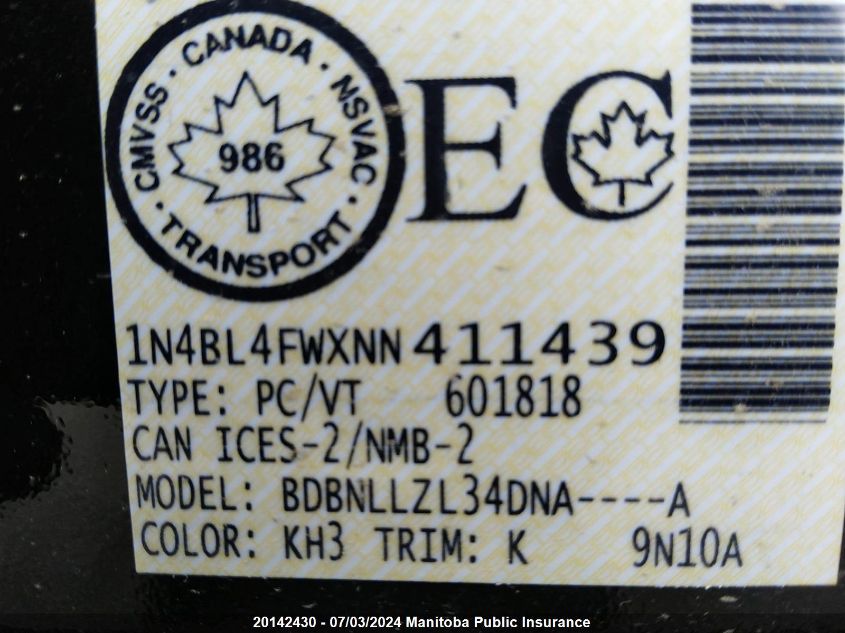 CMVSS · CANADA · NSVAC · TRANSPORT ·
986
EC
1N4BL4FWXNN411439
TYPE: PC/VT 601818
CAN ICES-2/NMB-2
MODEL: BDBNLLZL34DNA----A
COLOR: KH3 TRIM: K 9N10A
20142430 - 07/03/2024 Manitoba Public Insurance